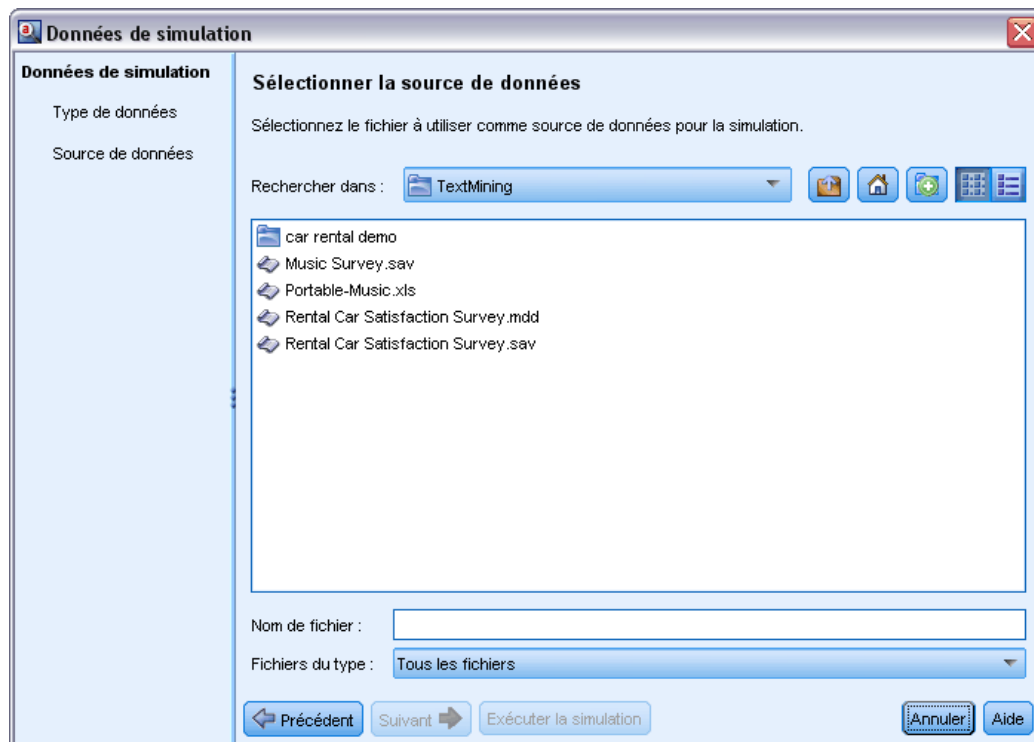 Données de simulation
Données de simulation
Type de données
Source de données
Sélectionner la source de données
Sélectionnez le fichier à utiliser comme source de données pour la simulation.
Rechercher dans : TextMining
car rental demo
Music Survey.sav
Portable-Music.xls
Rental Car Satisfaction Survey.mdd
Rental Car Satisfaction Survey.sav
Nom de fichier :
Fichiers du type : Tous les fichiers
Précédent Suivant Exécuter la simulation Annuler Aide